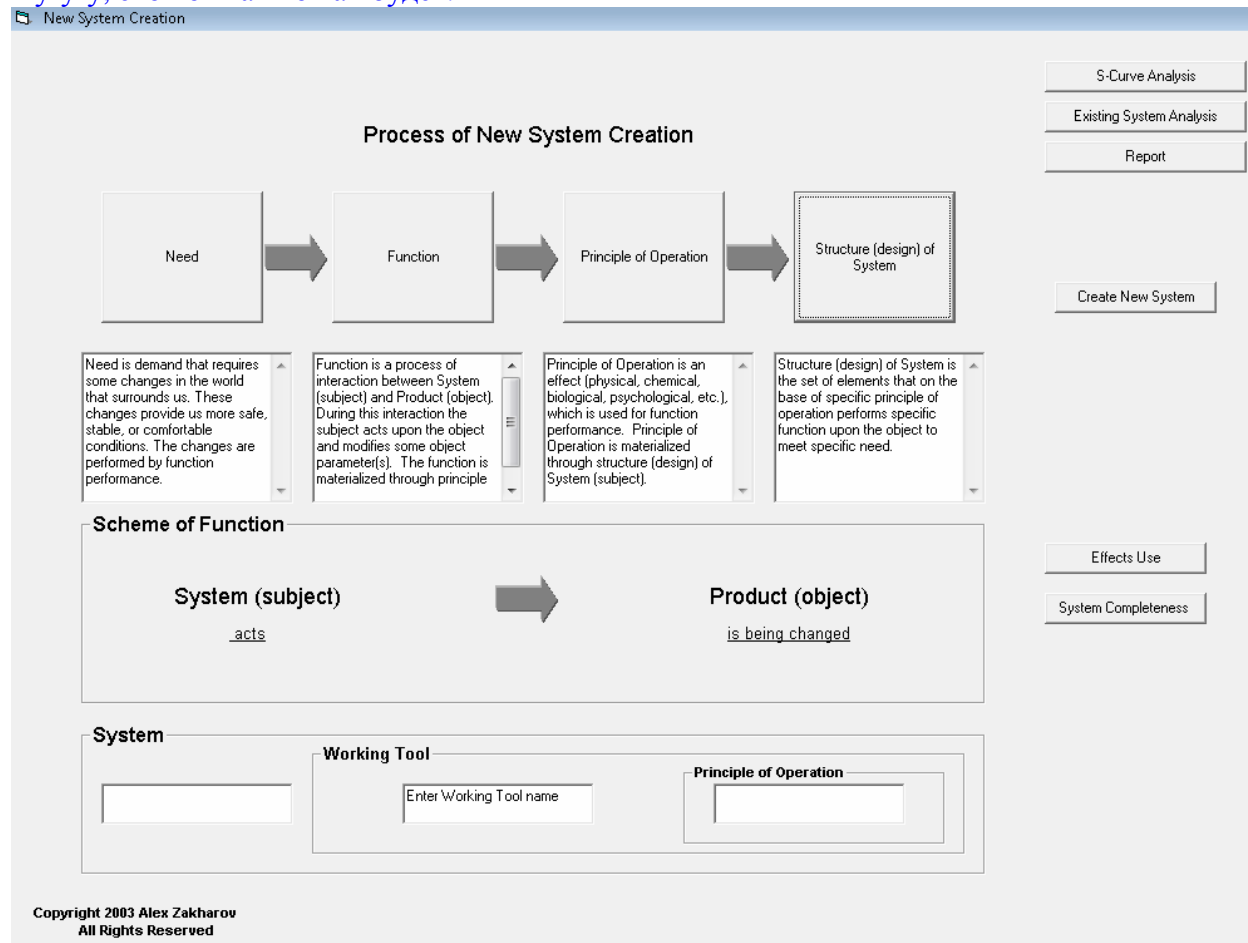 New System Creation
S-Curve Analysis
Existing System Analysis
Report
Process of New System Creation
Need
Function
Principle of Operation
Structure (design) of
System
Create New System
Need is demand that requires
some changes in the world
that surrounds us. These
changes provide us more safe,
stable, or comfortable
conditions. The changes are
performed by function
performance.
Function is a process of
interaction between System
(subject) and Product (object).
During this interaction the
subject acts upon the object
and modifies some object
parameter(s). The function is
materialized through principle
Principle of Operation is an
effect (physical, chemical,
biological, psychological, etc.),
which is used for function
performance. Principle of
Operation is materialized
through structure (design) of
System (subject).
Structure (design) of System is
the set of elements that on the
base of specific principle of
operation performs specific
function upon the object to
meet specific need.
Scheme of Function
System (subject)
acts
Product (object)
is being changed
Effects Use
System Completeness
System
Working Tool
Enter Working Tool name
Principle of Operation
Copyright 2003 Alex Zakharov
All Rights Reserved